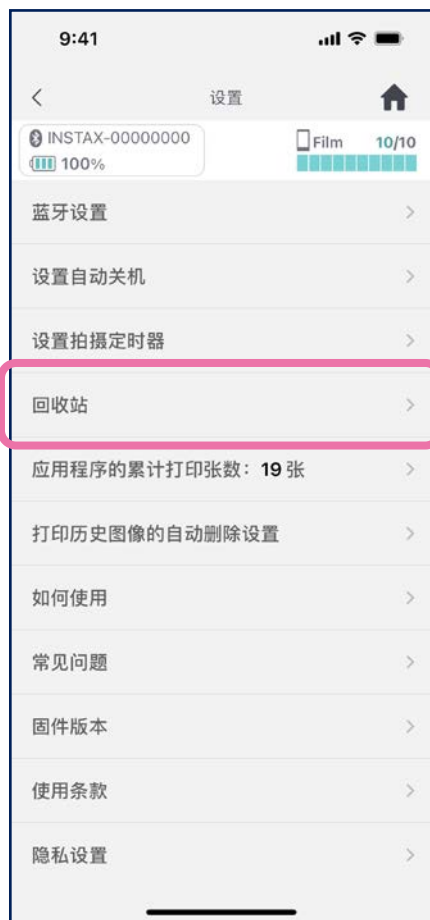 9:41
设置
INSTAX-00000000
100%
Film 10/10
蓝牙设置
设置自动关机
设置拍摄定时器
回收站
应用程序的累计打印张数：19 张
打印历史图像的自动删除设置
如何使用
常见问题
固件版本
使用条款
隐私设置